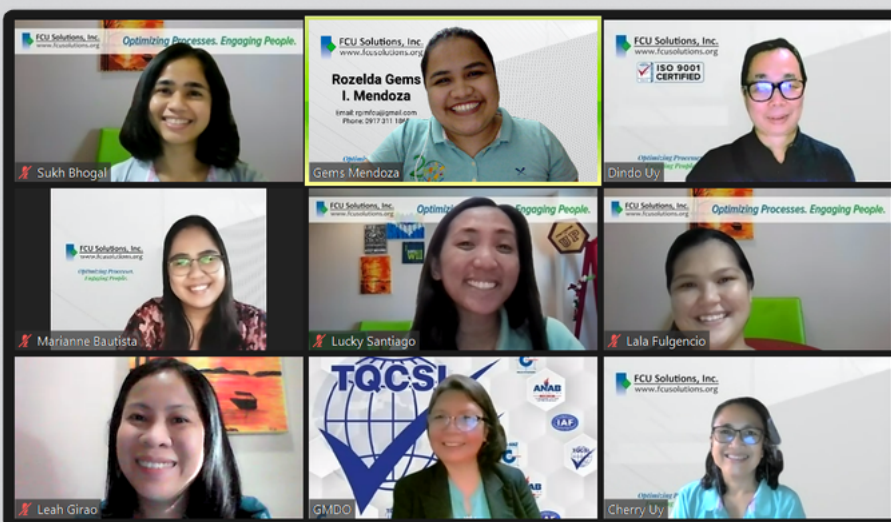 FCU Solutions, Inc.
www.fcusolutions.org
Optimizing Processes. Engaging People.
Sukh Bhogal
FCU Solutions, Inc.
www.fcusolutions.org
Rozelda Gems
I. Mendoza
Phone: 0917 311
Gems Mendoza
FCU Solutions, Inc.
www.fcusolutions.org
ISO 9001
CERTIFIED
Optimizing
Dindo Uy
FCU Solutions, Inc.
www.fcusolutions.org
Optimizing Processes.
Engaging People.
Marianne Bautista
FCU Solutions, Inc.
www.fcusolutions.org
Engaging People.
Lucky Santiago
FCU Solutions, Inc.
www.fcusolutions.org
Optimizing Processes. Engaging People.
Lala Fulgencio
Leah Girao
TQCSI
ANAB
IAF
TQCSI
GMDO
FCU Solutions, Inc.
www.fcusolutions.org
Cherry Uy